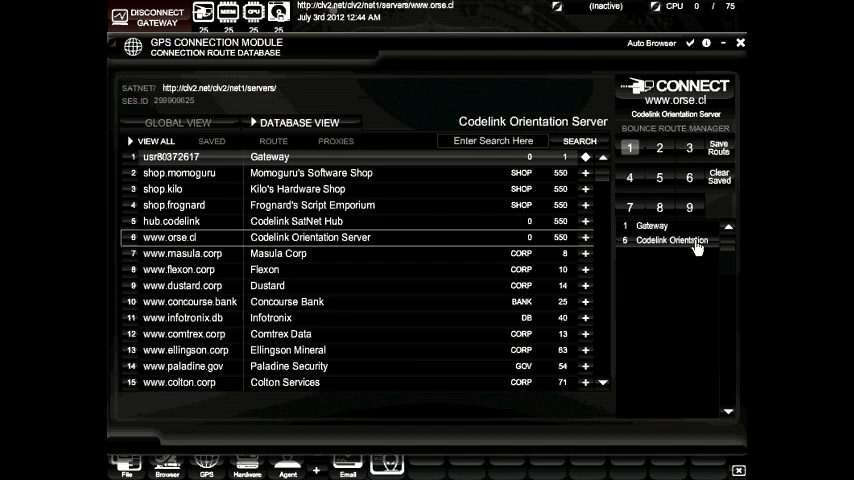 DISCONNECT GATEWAY
25 25 25 25
http://clv2.net/clv2/net1/servers/www.orse.cl
July 3rd 2012 12:44 AM
(Inactive)
CPU 0 / 75
GPS CONNECTION MODULE
CONNECTION ROUTE DATABASE
Auto Browser
SATNET/ http://clv2.net/clv2/net1/servers/
SES.ID 299909625
GLOBAL VIEW DATABASE VIEW Codelink Orientation Server
VIEW ALL SAVED ROUTE PROXIES Enter Search Here SEARCH
1 usr80372617 Gateway 0 1
2 shop.momoguru Momoguru's Software Shop SHOP 550 +
3 shop.kilo Kilo's Hardware Shop SHOP 550 +
4 shop.frognard Frognard's Script Emporium SHOP 550 +
5 hub.codelink Codelink SatNet Hub 0 550 +
6 www.orse.cl Codelink Orientation Server 0 550 +
7 www.masula.corp Masula Corp CORP 8 +
8 www.flexon.corp Flexon CORP 10 +
9 www.dustard.corp Dustard CORP 14 +
10 www.concourse.bank Concourse Bank BANK 25 +
11 www.infotronix.db Infotronix DB 40 +
12 www.comtrex.corp Comtrex Data CORP 13 +
13 www.ellingson.corp Ellingson Mineral CORP 63 +
14 www.paladine.gov Paladine Security GOV 54 +
15 www.colton.corp Colton Services CORP 71 +
CONNECT
www.orse.cl
Codelink Orientation Server
BOUNCE ROUTE MANAGER
1 2 3 Save Route
4 5 6 Clear Saved
7 8 9
1 Gateway
6 Codelink Orientation
File Browser GPS Hardware Agent + Email